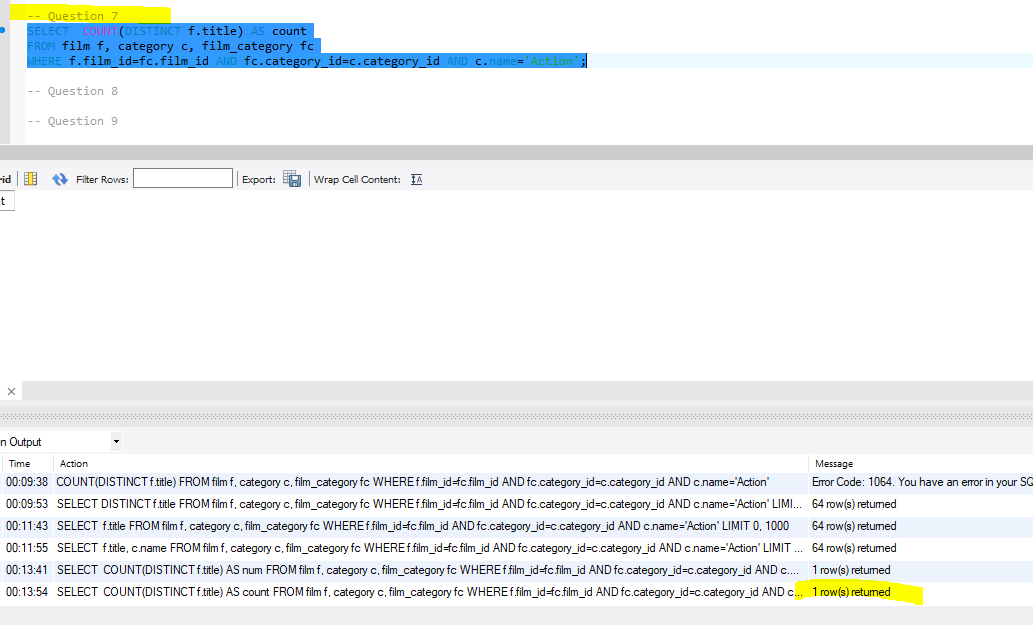 -- Question 7
SELECT  COUNT(DISTINCT f.title) AS count
FROM film f, category c, film_category fc
WHERE f.film_id=fc.film_id AND fc.category_id=c.category_id AND c.name='Action';
-- Question 8
-- Question 9
rid Filter Rows: Export: Wrap Cell Content: IA
t
n Output
Time Action Message
00:09:38 COUNT(DISTINCT f.title) FROM film f, category c, film_category fc WHERE f.film_id=fc.film_id AND fc.category_id=c.category_id AND c.name='Action' Error Code: 1064. You have an error in your SQ
00:09:53 SELECT DISTINCT f.title FROM film f, category c, film_category fc WHERE f.film_id=fc.film_id AND fc.category_id=c.category_id AND c.name='Action' LIMI... 64 row(s) returned
00:11:43 SELECT  f.title FROM film f, category c, film_category fc WHERE f.film_id=fc.film_id AND fc.category_id=c.category_id AND c.name='Action' LIMIT 0, 1000 64 row(s) returned
00:11:55 SELECT  f.title, c.name FROM film f, category c, film_category fc WHERE f.film_id=fc.film_id AND fc.category_id=c.category_id AND c.name='Action' LIMIT ... 64 row(s) returned
00:13:41 SELECT  COUNT(DISTINCT f.title) AS num FROM film f, category c, film_category fc WHERE f.film_id=fc.film_id AND fc.category_id=c.category_id AND c.... 1 row(s) returned
00:13:54 SELECT  COUNT(DISTINCT f.title) AS count FROM film f, category c, film_category fc WHERE f.film_id=fc.film_id AND fc.category_id=c.category_id AND c... 1 row(s) returned